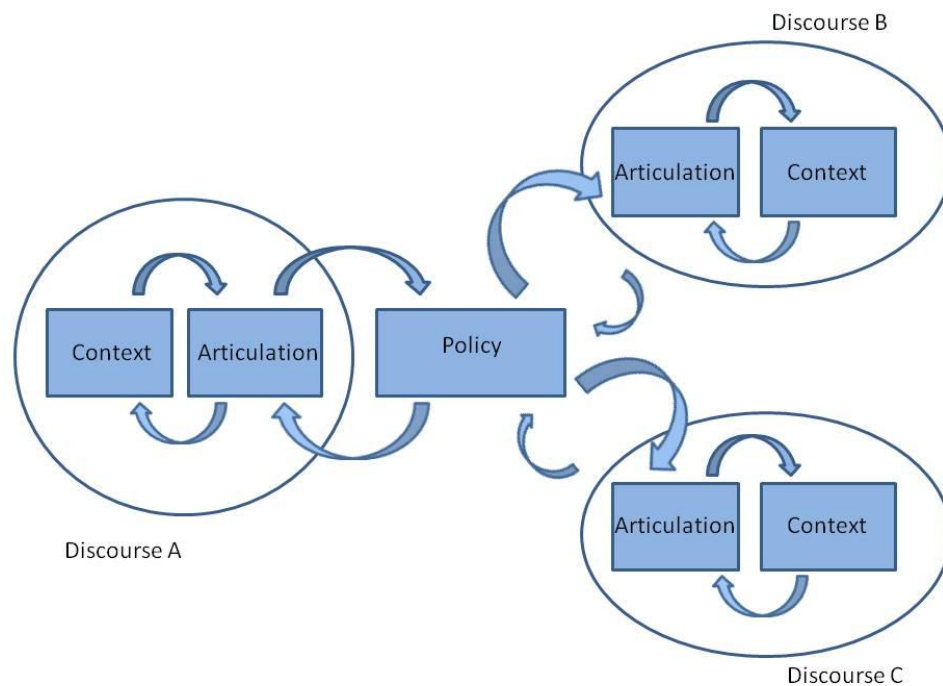 Discourse B
Articulation
Context
Context
Articulation
Policy
Articulation
Context
Discourse A
Discourse C